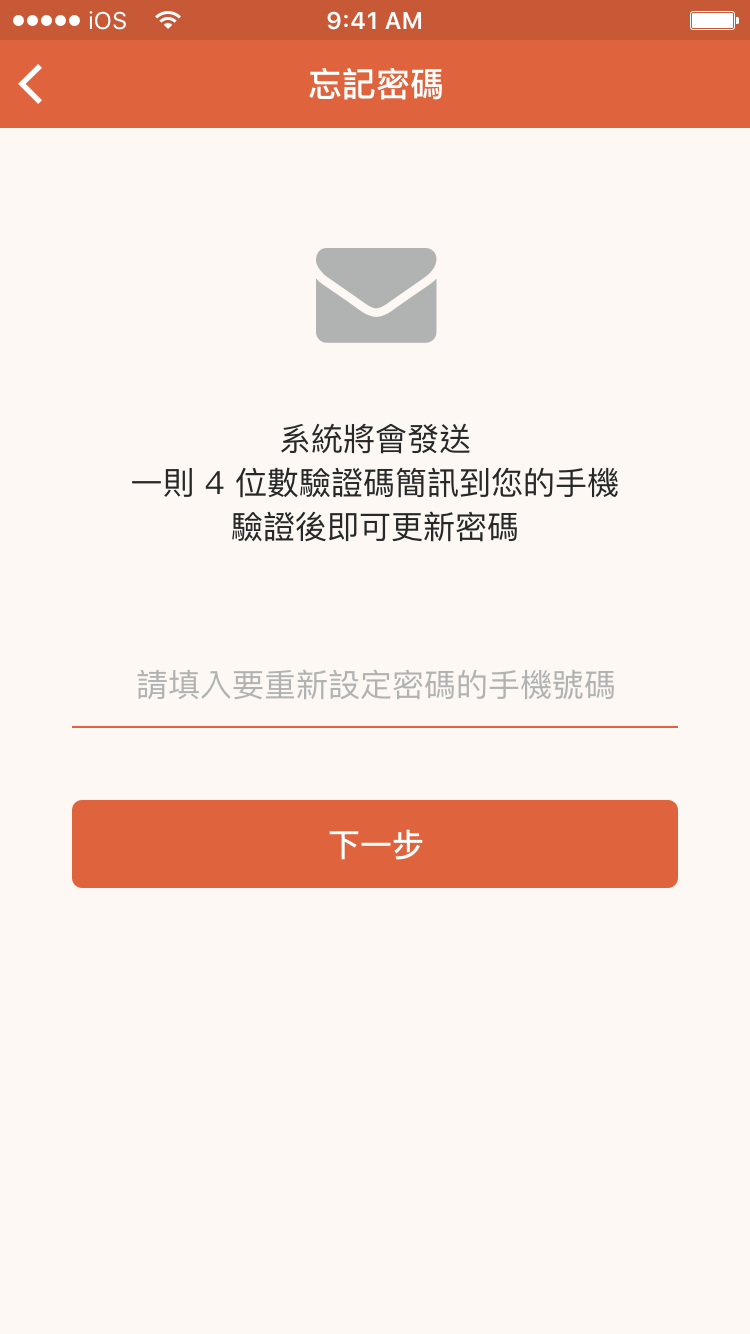 iOS 9:41 AM
忘記密碼
系統將會發送
一則 4 位數驗證碼簡訊到您的手機
驗證後即可更新密碼
請填入要重新設定密碼的手機號碼
下一步